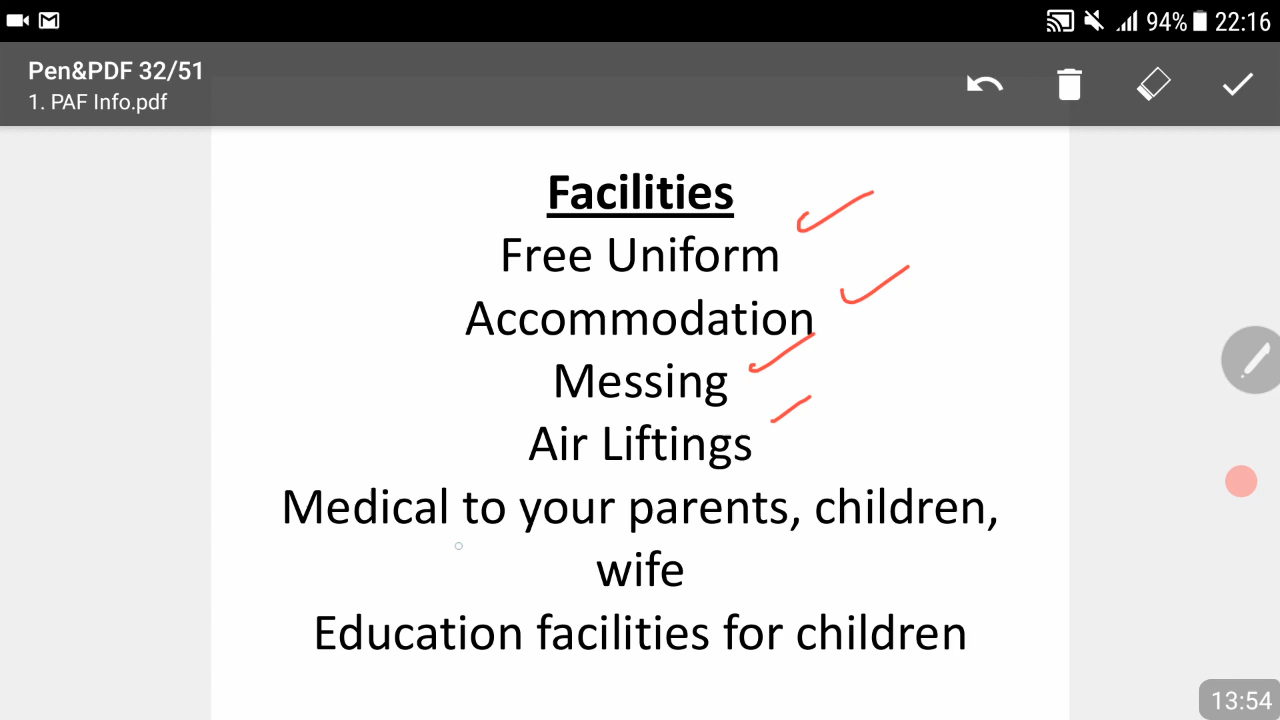 94% 22:16
Pen&PDF 32/51
1. PAF Info.pdf
Facilities
Free Uniform
Accommodation
Messing
Air Liftings
Medical to your parents, children,
wife
Education facilities for children
13:54